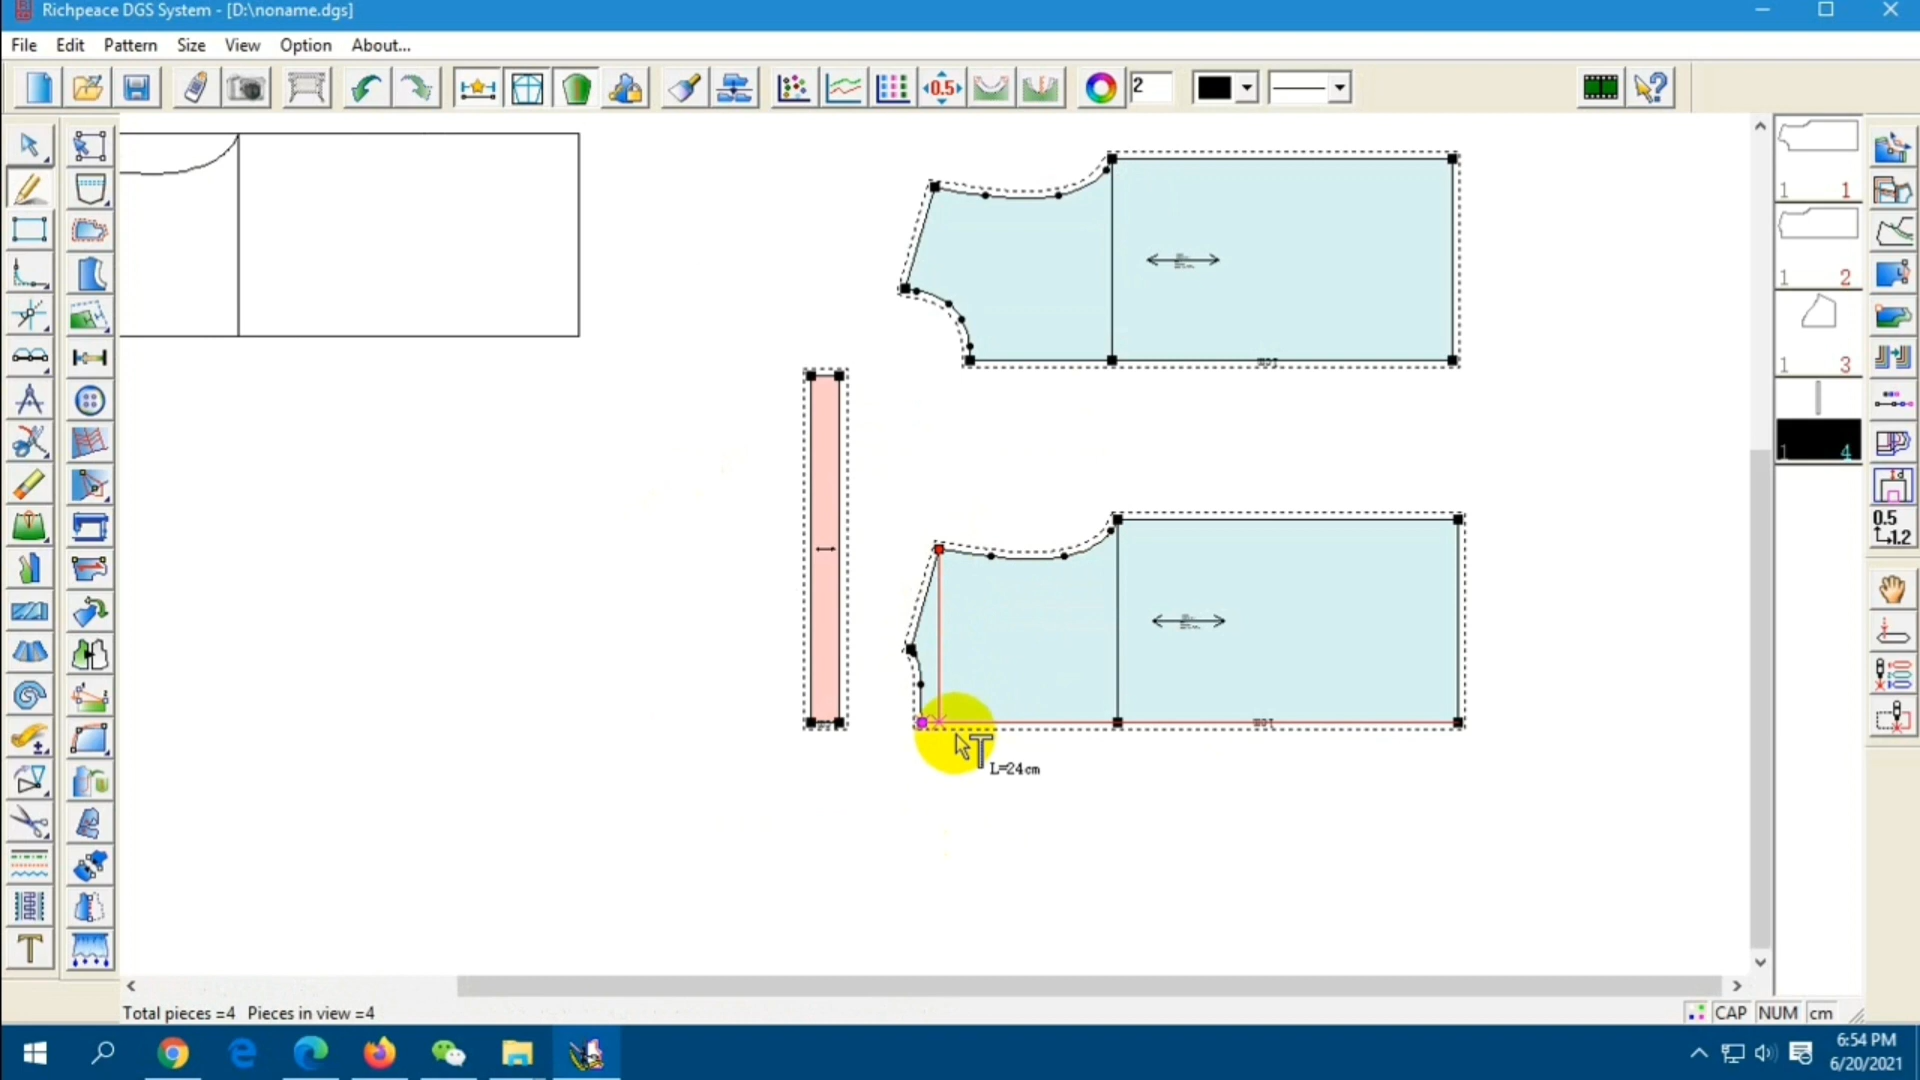 Richpeace DGS System - [D:\noname.dgs]
File Edit Pattern Size View Option About...
0.5
2
1 1
1 2
1 3
1 4
0.5
1.2
T
L=24cm
Total pieces =4 Pieces in view =4
CAP NUM cm
6:54 PM
6/20/2021